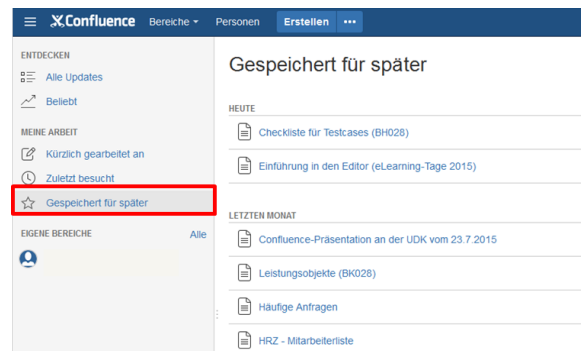 Confluence Bereiche Personen Erstellen •••
ENTDECKEN
Alle Updates
Beliebt
MEINE ARBEIT
Kürzlich gearbeitet an
Zuletzt besucht
Gespeichert für später
EIGENE BEREICHE Alle
Gespeichert für später
HEUTE
Checkliste für Testcases (BH028)
Einführung in den Editor (eLearning-Tage 2015)
LETZTEN MONAT
Confluence-Präsentation an der UDK vom 23.7.2015
Leistungsobjekte (BK028)
Häufige Anfragen
HRZ - Mitarbeiterliste